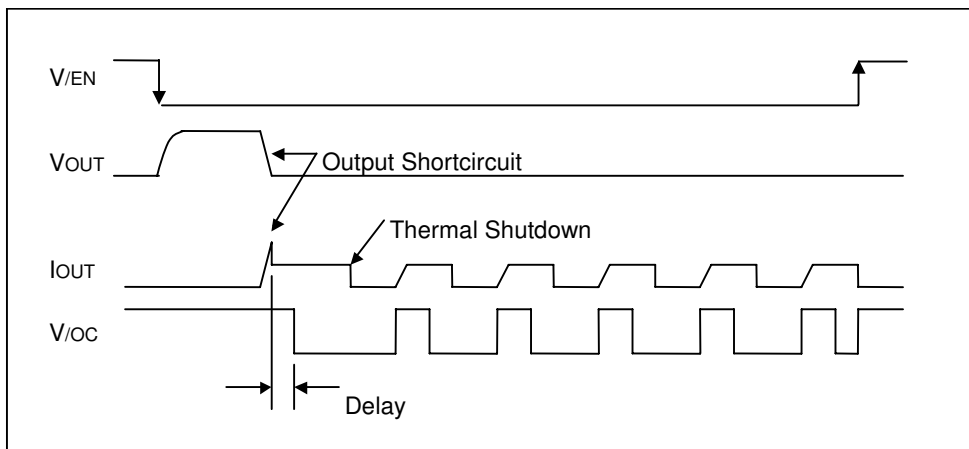 V/EN
VOUT
Output Shortcircuit
Thermal Shutdown
IOUT
V/OC
Delay